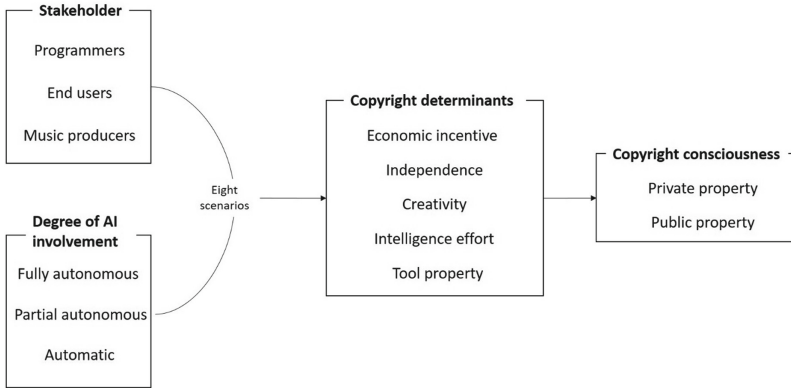 Stakeholder
Programmers
End users
Music producers
Degree of AI
involvement
Fully autonomous
Partial autonomous
Automatic
Eight
scenarios
Copyright determinants
Economic incentive
Independence
Creativity
Intelligence effort
Tool property
Copyright consciousness
Private property
Public property